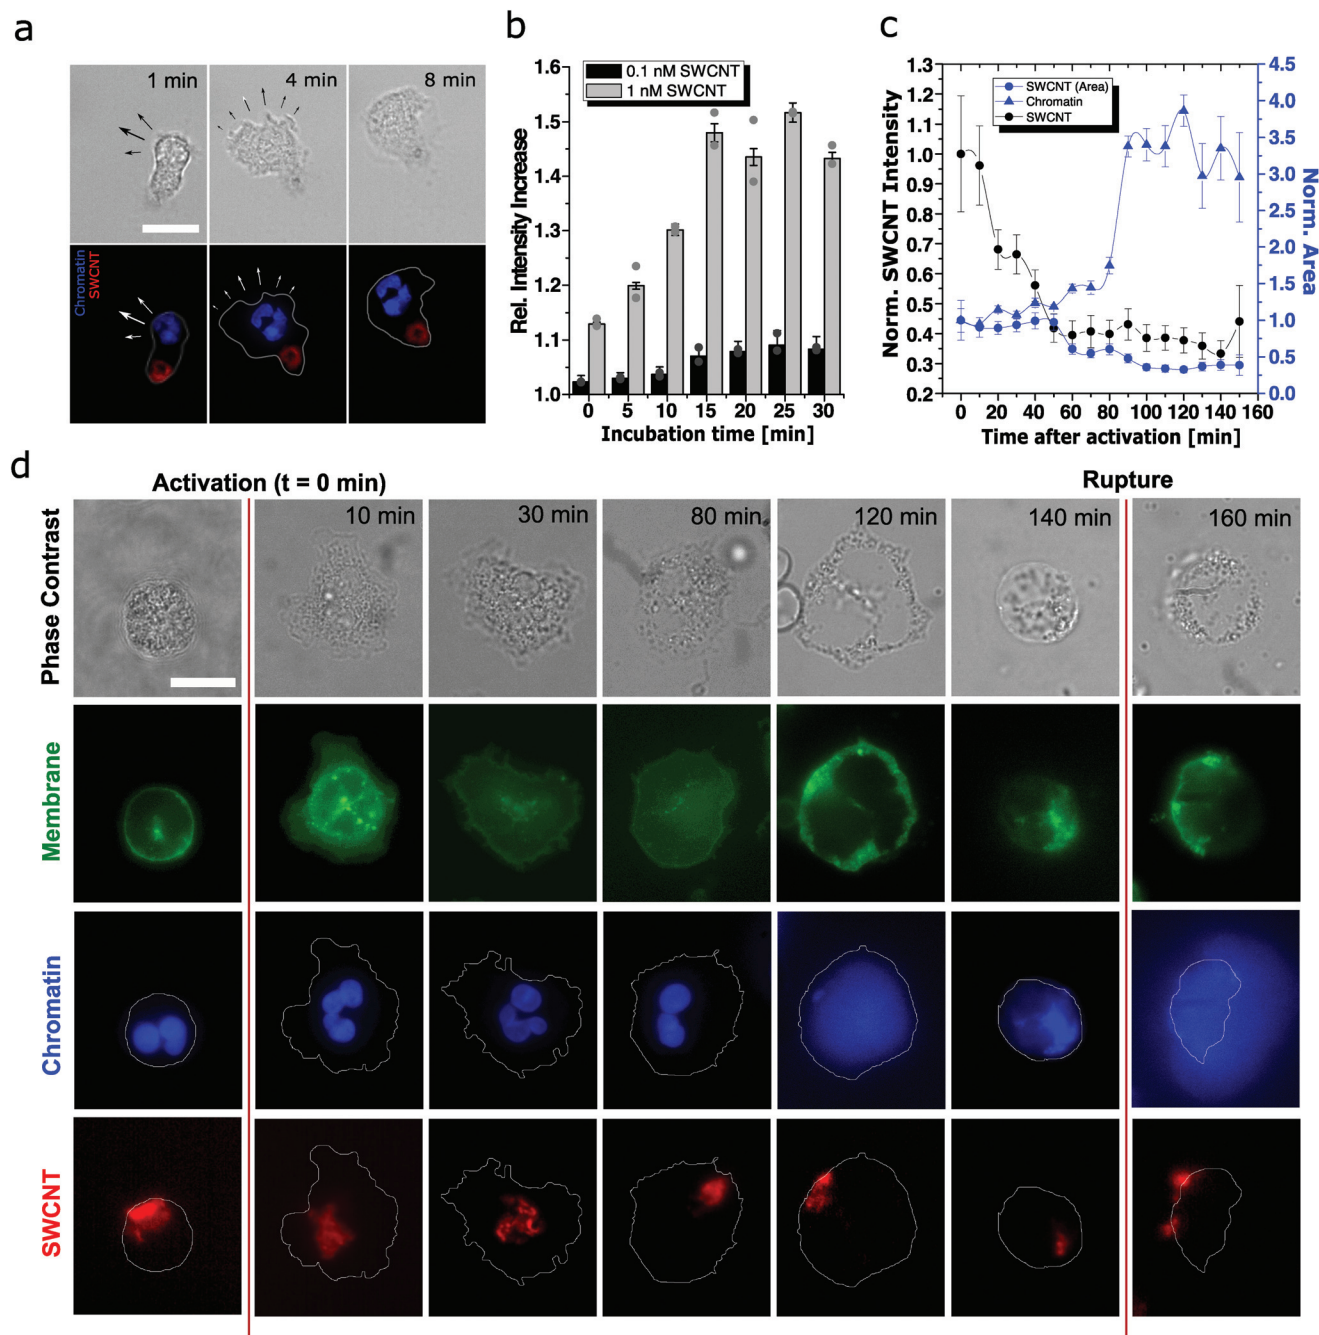 a
1 min
4 min
8 min
Chromatin
SWCNT
b
0.1 nM SWCNT
1 nM SWCNT
Rel. Intensity Increase
1.6
1.5
1.4
1.3
1.2
1.1
1.0
0 5 10 15 20 25 30
Incubation time [min]
c
SWCNT (Area)
Chromatin
SWCNT
Norm. SWCNT Intensity
1.3
1.2
1.1
1.0
0.9
0.8
0.7
0.6
0.5
0.4
0.3
0.2
4.5
4.0
3.5
3.0
2.5
2.0
1.5
1.0
0.5
0.0
Norm. Area
0 20 40 60 80 100 120 140 160
Time after activation [min]
d
Activation (t = 0 min)
Rupture
Phase Contrast
10 min
30 min
80 min
120 min
140 min
160 min
Membrane
Chromatin
SWCNT